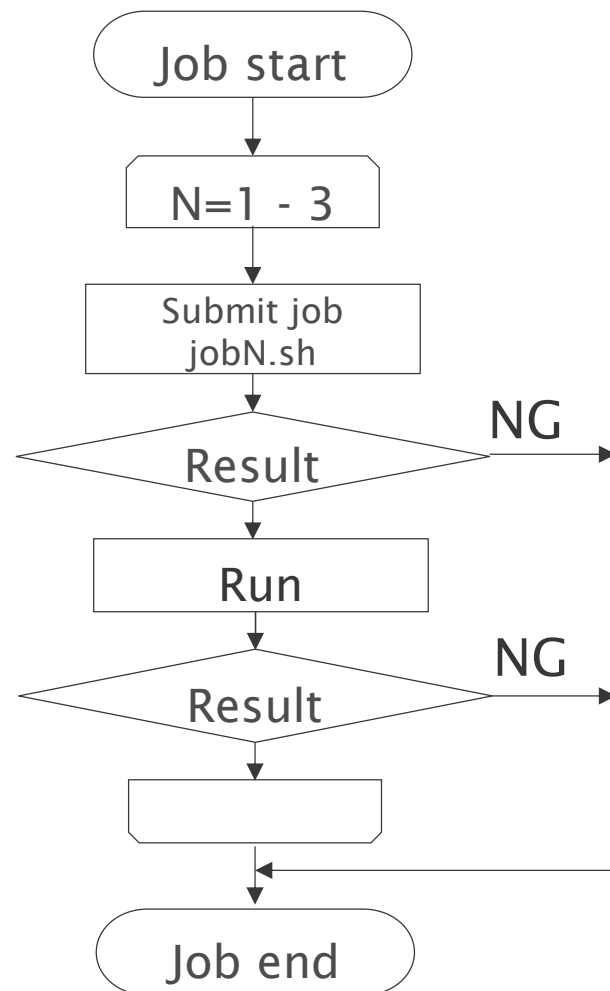 Job start
N=1 - 3
Submit job
jobN.sh
NG
Result
Run
NG
Result
Job end